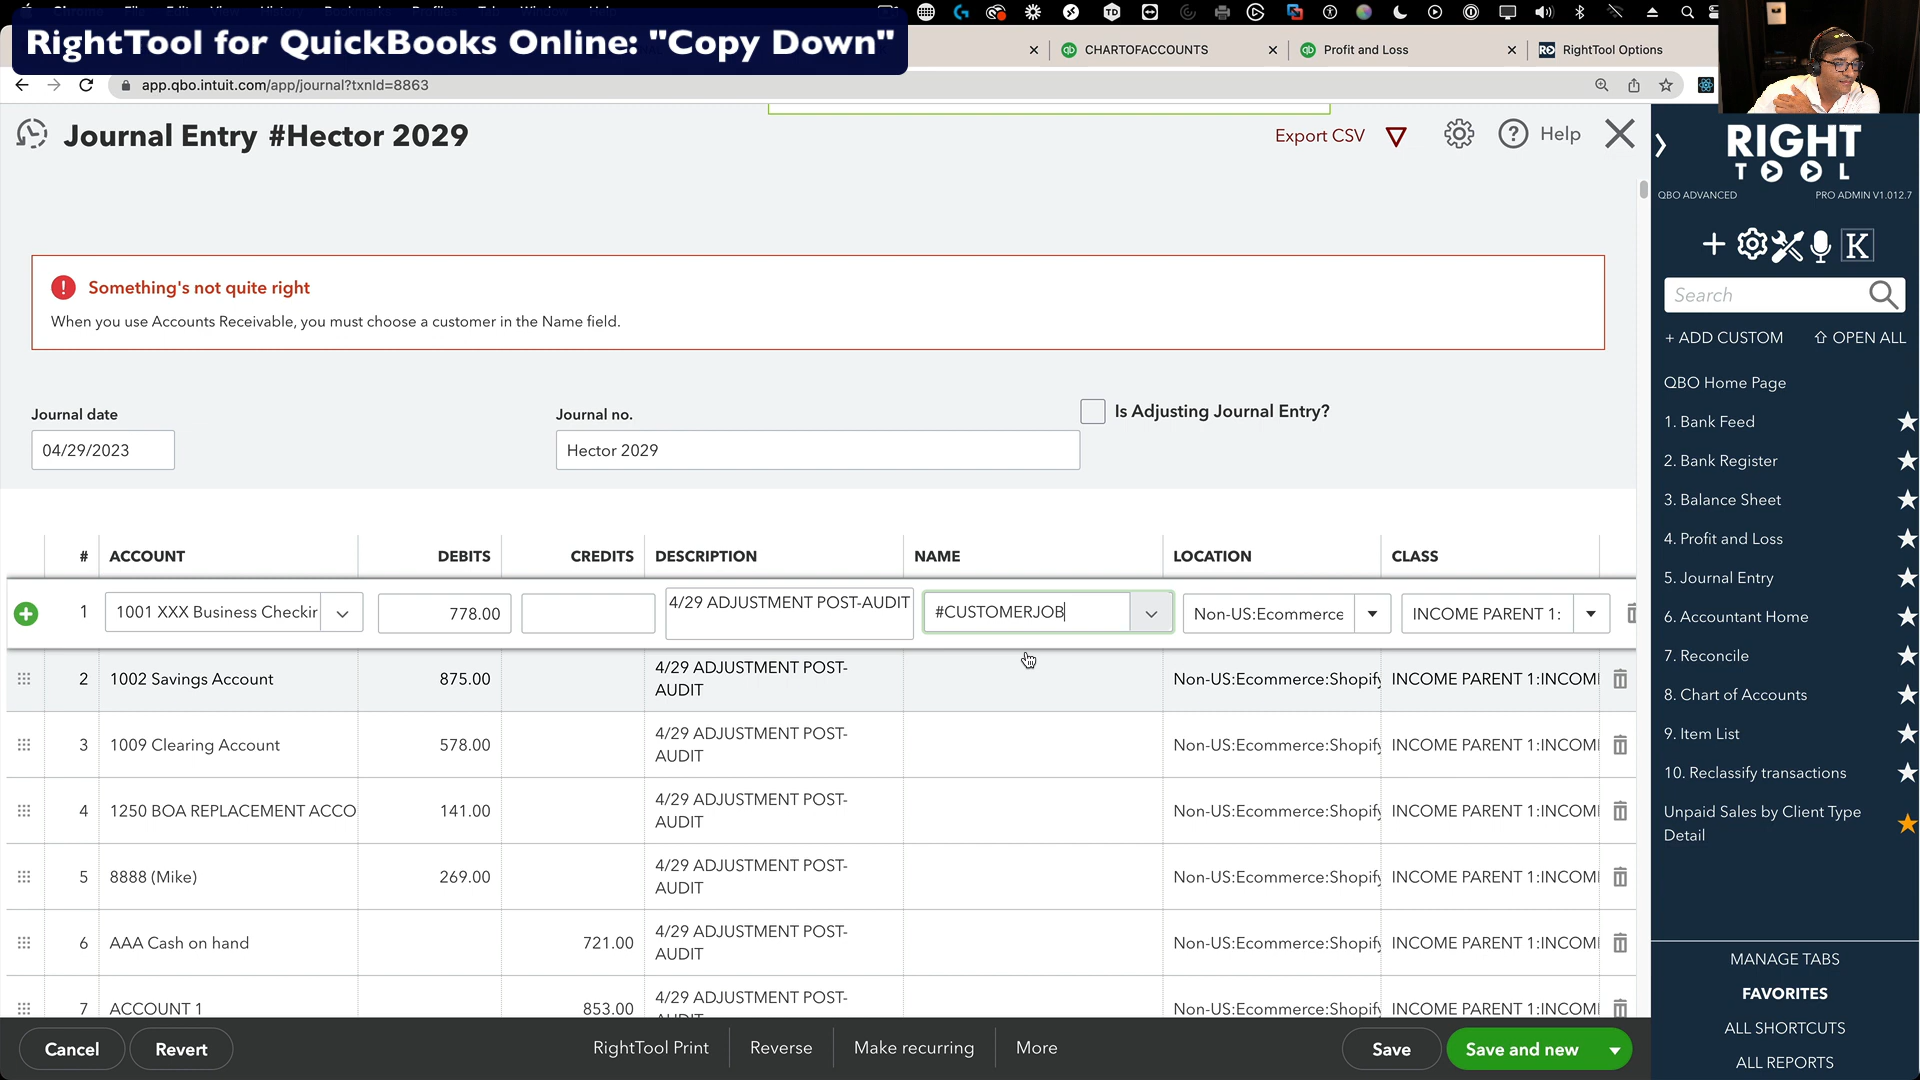 RightTool for QuickBooks Online: "Copy Down"
CHARTOFACCOUNTS
Profit and Loss
RightTool Options
app.qbo.intuit.com/app/journal?txnId=8863
Journal Entry #Hector 2029
Export CSV
Help
Something's not quite right
When you use Accounts Receivable, you must choose a customer in the Name field.
Journal date
Journal no.
Is Adjusting Journal Entry?
04/29/2023
Hector 2029
# ACCOUNT DEBITS CREDITS DESCRIPTION NAME LOCATION CLASS
1 1001 XXX Business Checkir 778.00 4/29 ADJUSTMENT POST-AUDIT #CUSTOMERJOB Non-US:Ecommerce INCOME PARENT 1:
2 1002 Savings Account 875.00 4/29 ADJUSTMENT POST- Non-US:Ecommerce:Shopify INCOME PARENT 1:INCOMI
AUDIT
3 1009 Clearing Account 578.00 4/29 ADJUSTMENT POST- Non-US:Ecommerce:Shopify INCOME PARENT 1:INCOMI
AUDIT
4 1250 BOA REPLACEMENT ACCO 141.00 4/29 ADJUSTMENT POST- Non-US:Ecommerce:Shopify INCOME PARENT 1:INCOMI
AUDIT
5 8888 (Mike) 269.00 4/29 ADJUSTMENT POST- Non-US:Ecommerce:Shopify INCOME PARENT 1:INCOMI
AUDIT
6 AAA Cash on hand 721.00 4/29 ADJUSTMENT POST- Non-US:Ecommerce:Shopify INCOME PARENT 1:INCOMI
AUDIT
7 ACCOUNT 1 853.00 4/29 ADJUSTMENT POST- Non-US:Ecommerce:Shopify INCOME PARENT 1:INCOMI
Cancel
Revert
RightTool Print
Reverse
Make recurring
More
Save
Save and new
RIGHT
TOOL
QBO ADVANCED
PRO ADMIN V1.012.7
K
Search
+ ADD CUSTOM
OPEN ALL
QBO Home Page
1. Bank Feed
2. Bank Register
3. Balance Sheet
4. Profit and Loss
5. Journal Entry
6. Accountant Home
7. Reconcile
8. Chart of Accounts
9. Item List
10. Reclassify transactions
Unpaid Sales by Client Type
Detail
MANAGE TABS
FAVORITES
ALL SHORTCUTS
ALL REPORTS